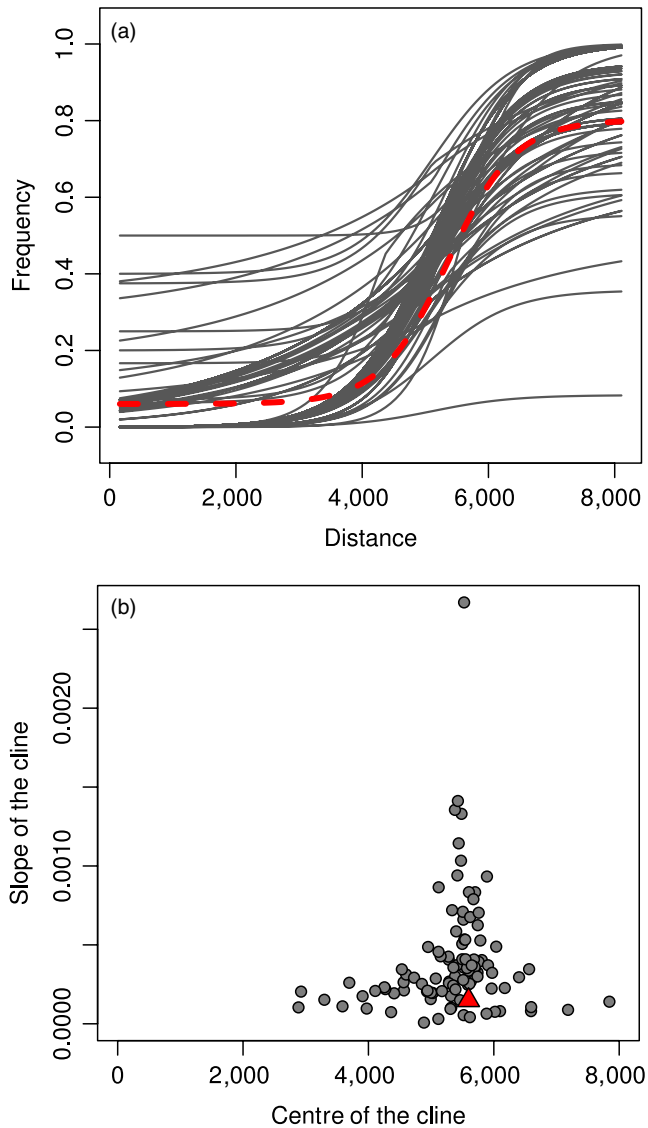 (a)
1.0
0.8
0.6
0.4
0.2
0.0
Frequency
0 2,000 4,000 6,000 8,000
Distance
(b)
0.0020
0.0010
0.0000
Slope of the cline
0 2,000 4,000 6,000 8,000
Centre of the cline